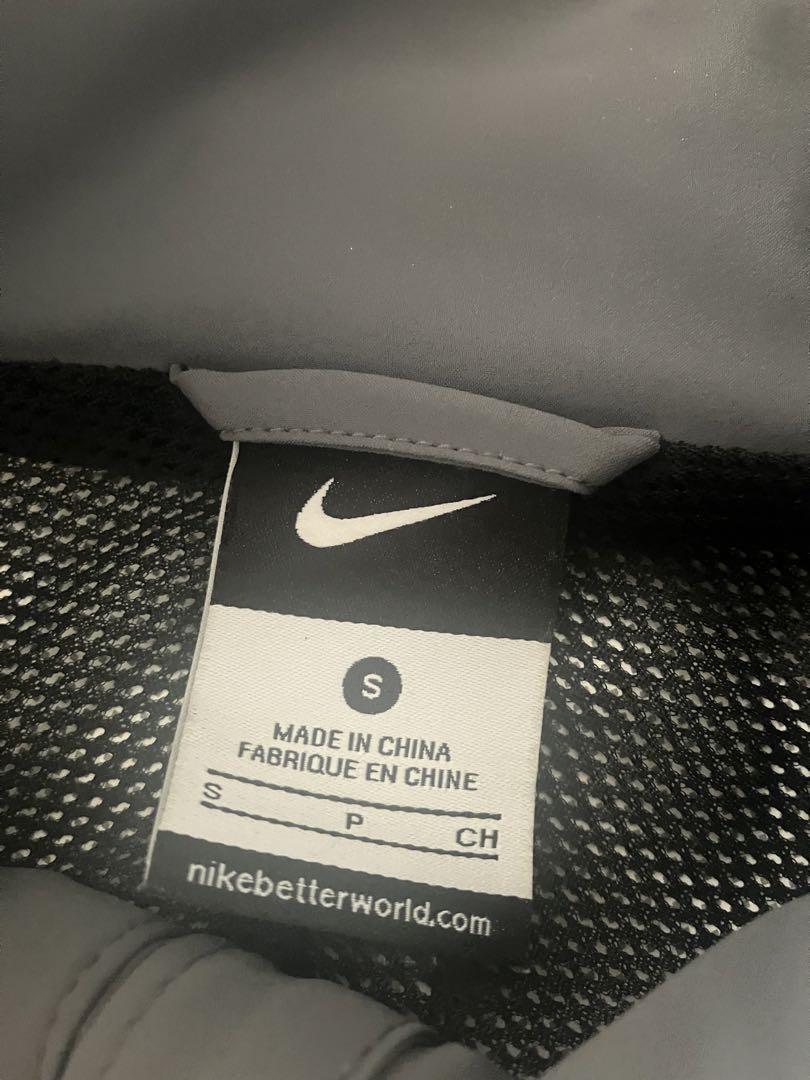 S
MADE IN CHINA
FABRIQUE EN CHINE
S P CH
nikebetterworld.com